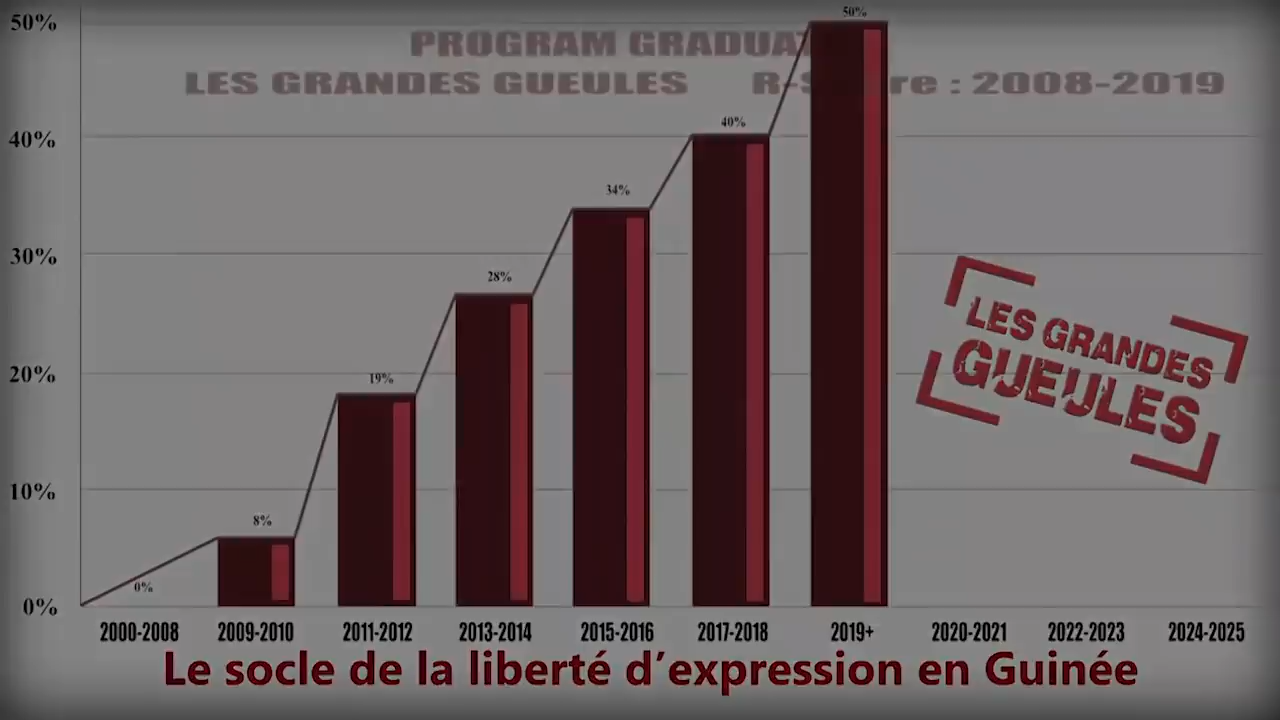 50%
50%
PROGRAM
LES GRANDES GUEULES : 2008-2019
40%
40%
34%
30%
28%
LES GRANDES
GUEULES
20%
19%
10%
8%
0%
0%
2000-2008 2009-2010 2011-2012 2013-2014 2015-2016 2017-2018 2019+ 2020-2021 2022-2023 2024-2025
Le socle de la liberté d’expression en Guinée